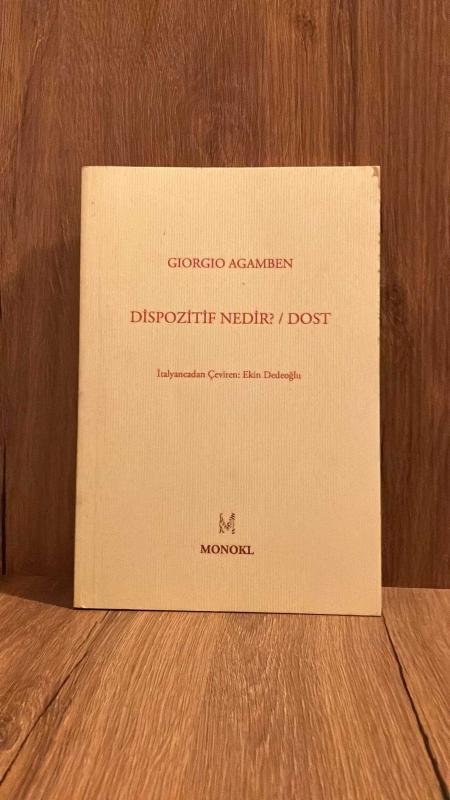 GIORGIO AGAMBEN
DİSPOZİTİF NEDİR? / DOST
İtalyancadan Çeviren: Ekin Dedeoğlu
M
MONOKL